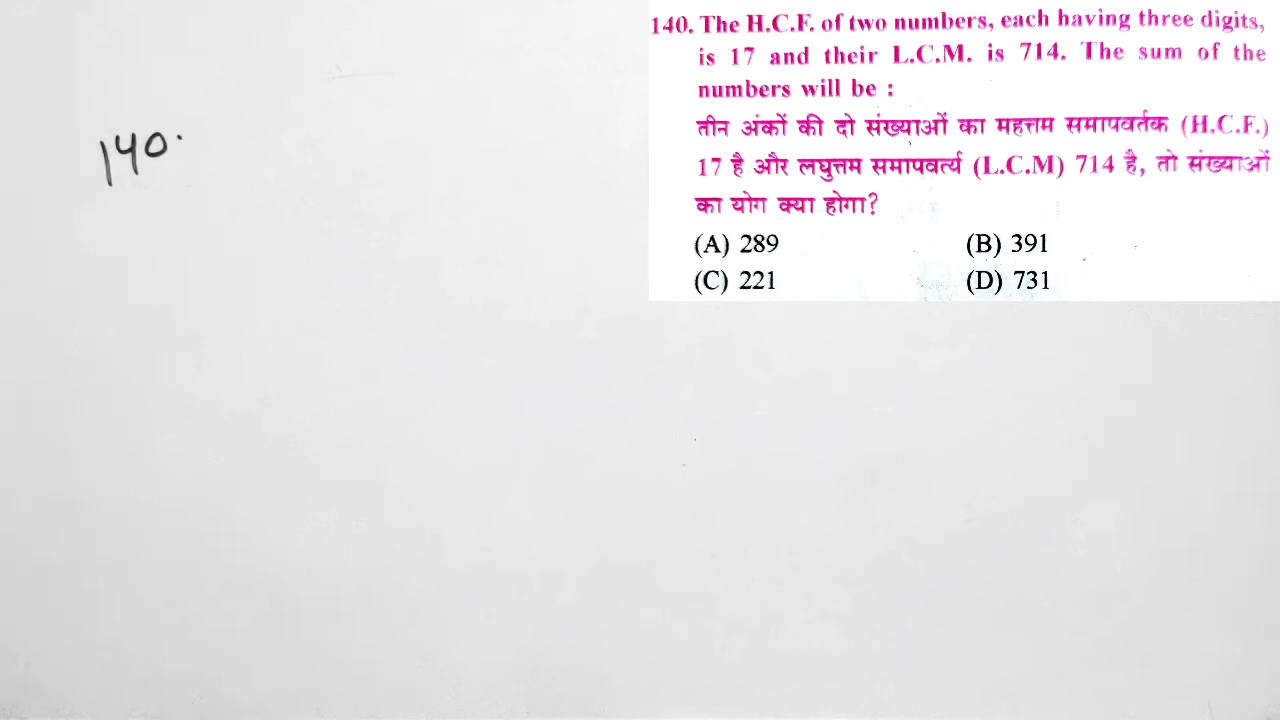 140.
140. The H.C.F. of two numbers, each having three digits,
is 17 and their L.C.M. is 714. The sum of the
numbers will be :
तीन अंकों की दो संख्याओं का महत्तम समापवर्तक (H.C.F.)
17 है और लघुत्तम समापवर्त्य (L.C.M) 714 है, तो संख्याओं
का योग क्या होगा?
(A) 289 (B) 391
(C) 221 (D) 731